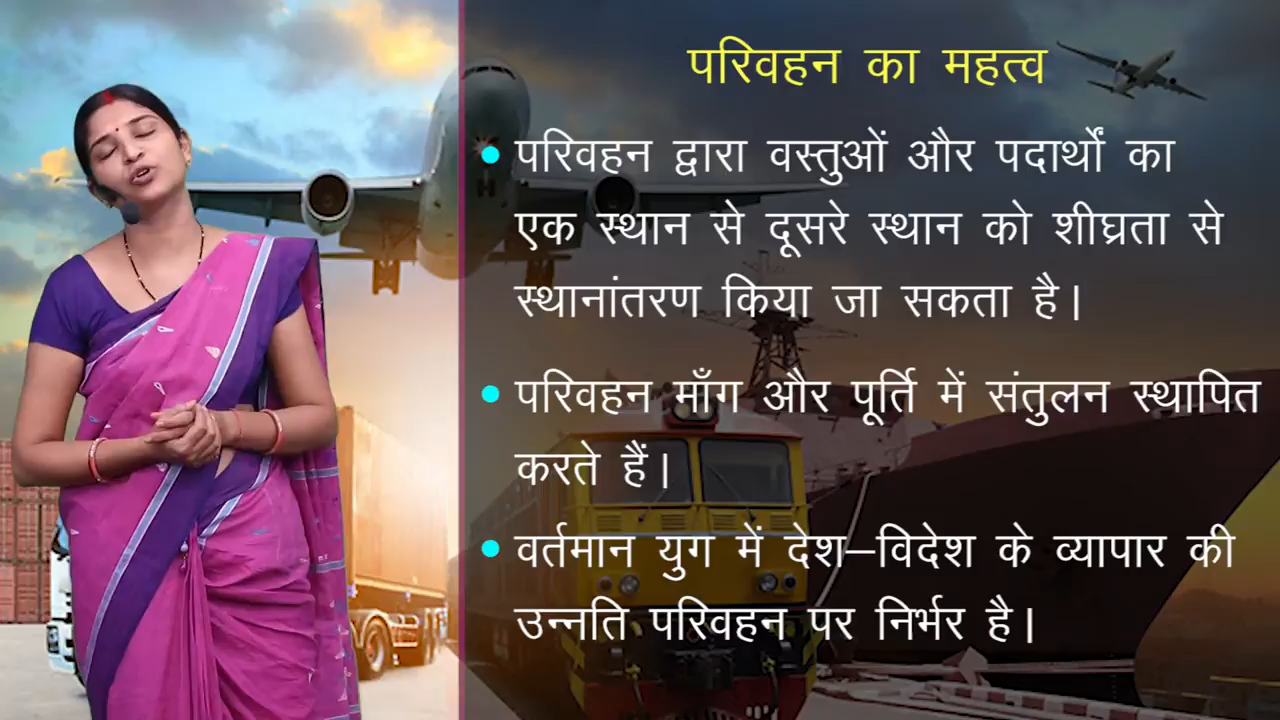 परिवहन का महत्व
• परिवहन द्वारा वस्तुओं और पदार्थों का
एक स्थान से दूसरे स्थान को शीघ्रता से
स्थानांतरण किया जा सकता है।
• परिवहन माँग और पूर्ति में संतुलन स्थापित
करते हैं।
• वर्तमान युग में देश–विदेश के व्यापार की
उन्नति परिवहन पर निर्भर है।